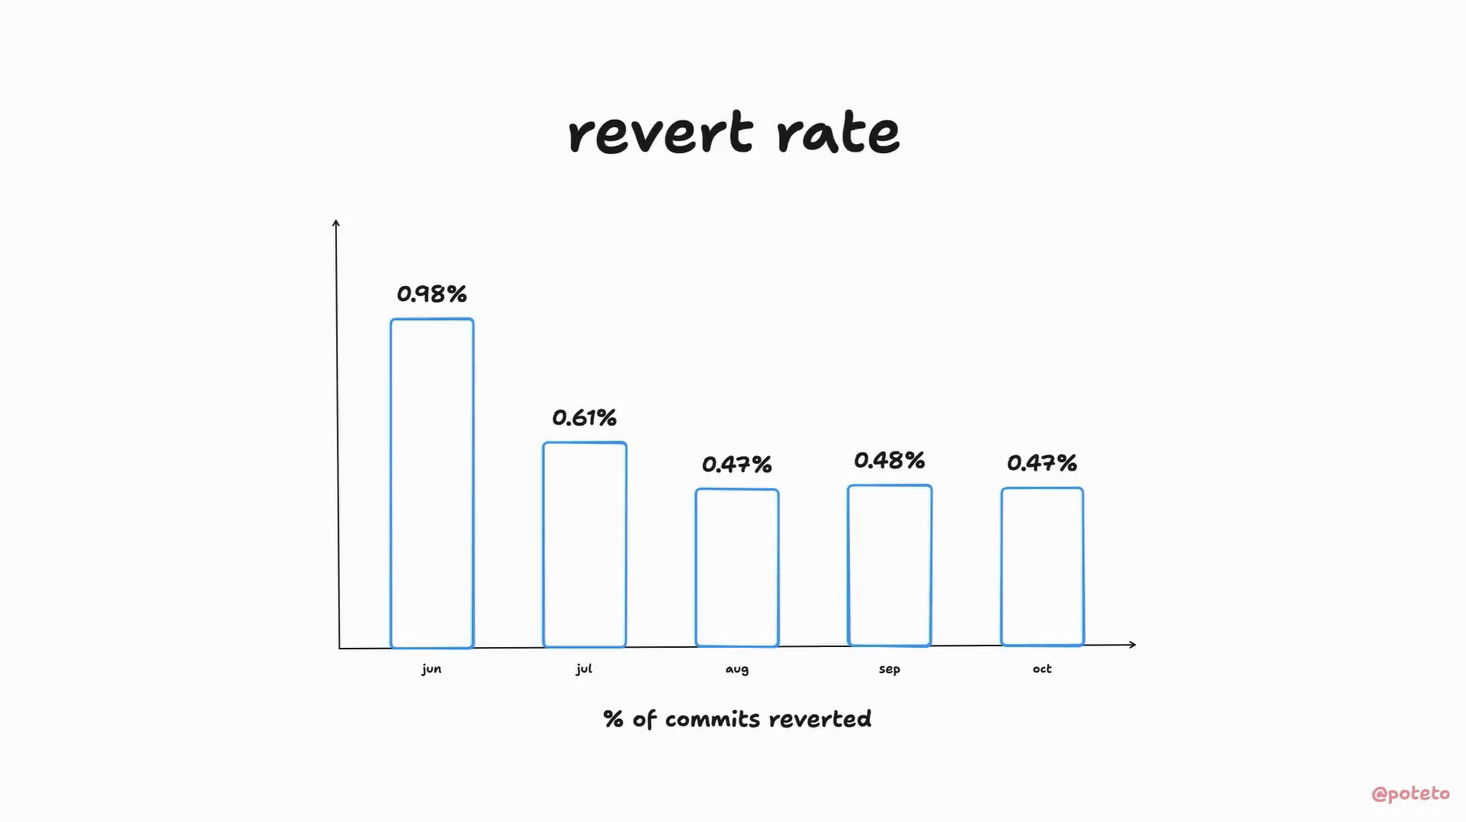 revert rate
0.98%
0.61%
0.47%
0.48%
0.47%
jun
jul
aug
sep
oct
% of commits reverted
@poteto